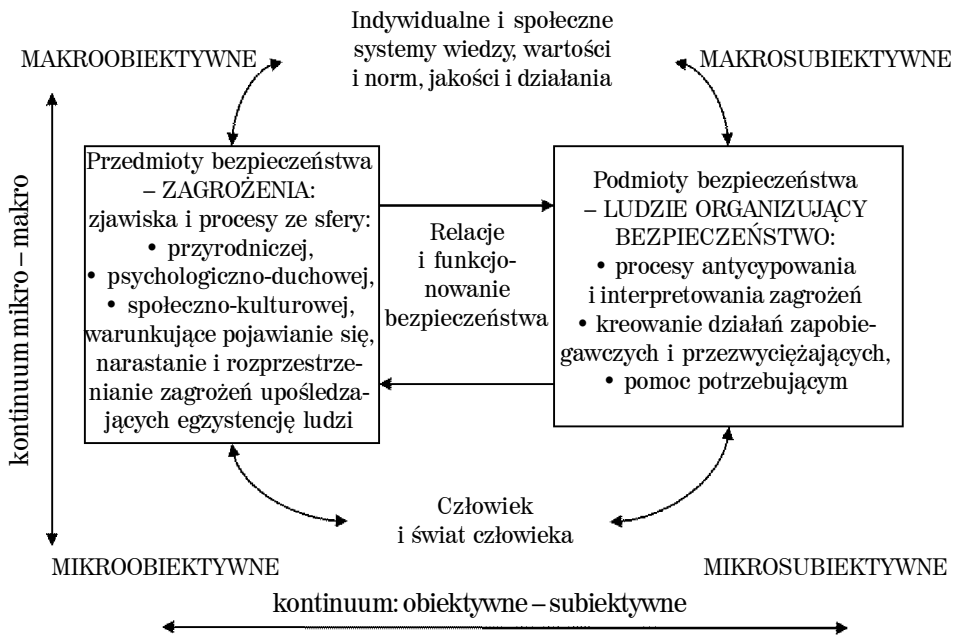 Indywidualne i społeczne
systemy wiedzy, wartości
i norm, jakości i działania
MAKROOBIEKTYWNE
MAKROSUBIEKTYWNE
kontinuum mikro – makro
Przedmioty bezpieczeństwa
– ZAGROŻENIA:
zjawiska i procesy ze sfery:
• przyrodniczej,
• psychologiczno-duchowej,
• społeczno-kulturowej,
warunkujące pojawianie się,
narastanie i rozprzestrze-
nianie zagrożeń upośledza-
jących egzystencję ludzi
Relacje
i funkcjo-
nowanie
bezpieczeństwa
Podmioty bezpieczeństwa
– LUDZIE ORGANIZUJĄCY
BEZPIECZEŃSTWO:
• procesy antycypowania
i interpretowania zagrożeń
• kreowanie działań zapobie-
gawczych i przezwyciężających,
• pomoc potrzebującym
Człowiek
i świat człowieka
MIKROOBIEKTYWNE
MIKROSUBIEKTYWNE
kontinuum: obiektywne – subiektywne